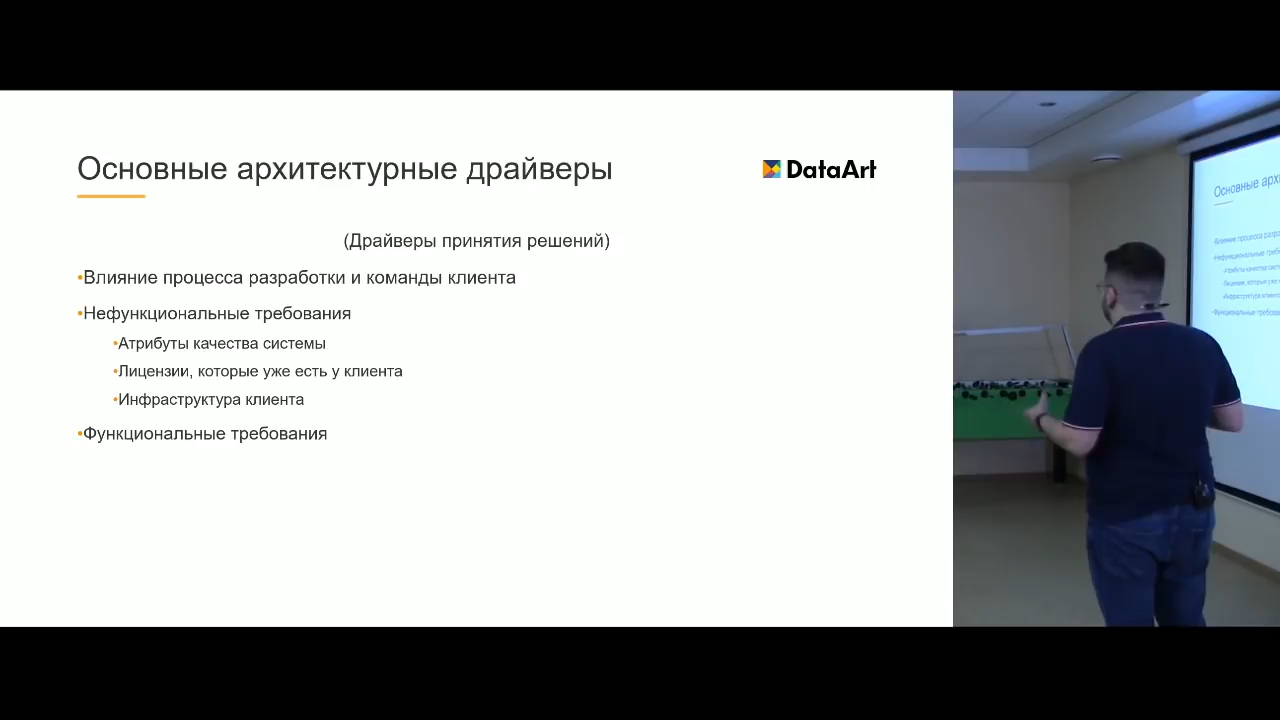 Основные архитектурные драйверы
DataArt
(Драйверы принятия решений)
•Влияние процесса разработки и команды клиента
•Нефункциональные требования
•Атрибуты качества системы
•Лицензии, которые уже есть у клиента
•Инфраструктура клиента
•Функциональные требования
Основные